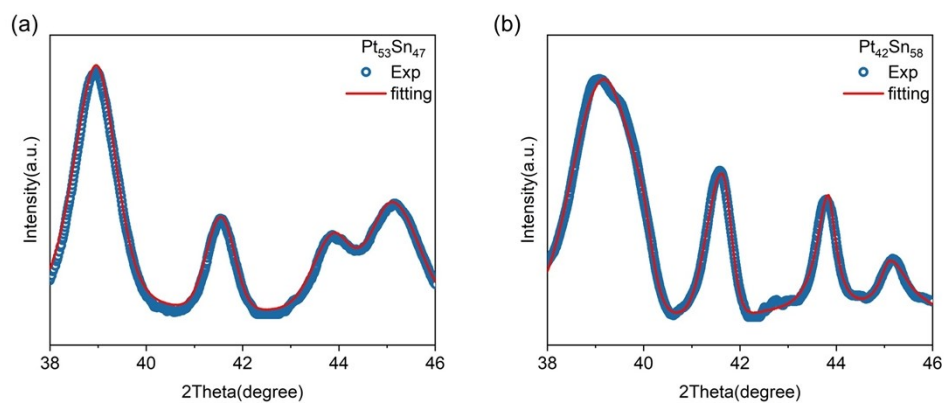 (a)
Pt₅₃Sn₄₇
Exp
fitting
Intensity(a.u.)
38
40
42
44
46
2Theta(degree)
(b)
Pt₄₂Sn₅₈
Exp
fitting
Intensity(a.u.)
38
40
42
44
46
2Theta(degree)